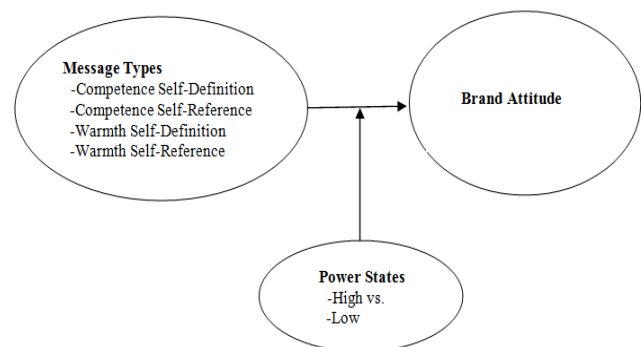 Message Types
-Competence Self-Definition
-Competence Self-Reference
-Warmth Self-Definition
-Warmth Self-Reference
Brand Attitude
Power States
-High vs.
-Low